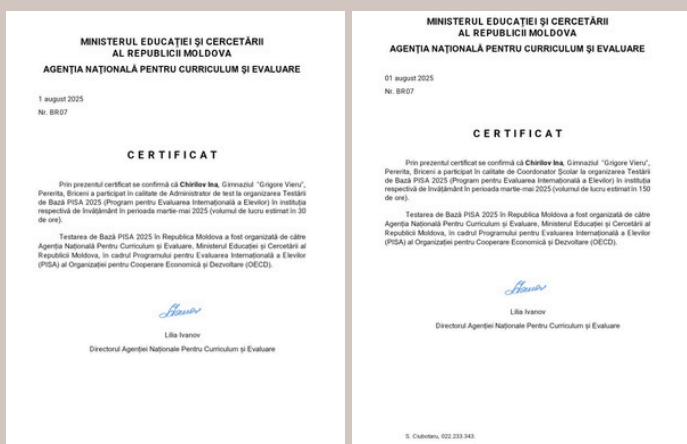 MINISTERUL EDUCAȚIEI ȘI CERCETĂRII
AL REPUBLICII MOLDOVA
AGENȚIA NAȚIONALĂ PENTRU CURRICULUM ȘI EVALUARE
1 august 2025
Nr. BR07
CERTIFICAT
Prin prezentul certificat se confirmă că Chirilov Ina, Gimnaziul "Grigore Vieru",
Pererita, Briceni a participat în calitate de Administrator de test la organizarea Testării
de Bază PISA 2025 (Program pentru Evaluarea Internațională a Elevilor) în instituția
respectivă de învățământ în perioada martie-mai 2025 (volumul de lucru estimat în 30
de ore).
Testarea de Bază PISA 2025 în Republica Moldova a fost organizată de către
Agenția Națională Pentru Curriculum și Evaluare, Ministerul Educației și Cercetării al
Republicii Moldova, în cadrul Programului pentru Evaluarea Internațională a Elevilor
(PISA) al Organizației pentru Cooperare Economică și Dezvoltare (OECD).
Lilia Ivanov
Directorul Agenției Naționale Pentru Curriculum și Evaluare
MINISTERUL EDUCAȚIEI ȘI CERCETĂRII
AL REPUBLICII MOLDOVA
AGENȚIA NAȚIONALĂ PENTRU CURRICULUM ȘI EVALUARE
01 august 2025
Nr. BR07
CERTIFICAT
Prin prezentul certificat se confirmă că Chirilov Ina, Gimnaziul "Grigore Vieru",
Pererita, Briceni a participat în calitate de Coordonator Școlar la organizarea Testării
de Bază PISA 2025 (Program pentru Evaluarea Internațională a Elevilor) în instituția
respectivă de învățământ în perioada martie-mai 2025 (volumul de lucru estimat în 150
de ore).
Testarea de Bază PISA 2025 în Republica Moldova a fost organizată de către
Agenția Națională Pentru Curriculum și Evaluare, Ministerul Educației și Cercetării al
Republicii Moldova, în cadrul Programului pentru Evaluarea Internațională a Elevilor
(PISA) al Organizației pentru Cooperare Economică și Dezvoltare (OECD).
Lilia Ivanov
Directorul Agenției Naționale Pentru Curriculum și Evaluare
S. Ciubotaru, 022.233.343.